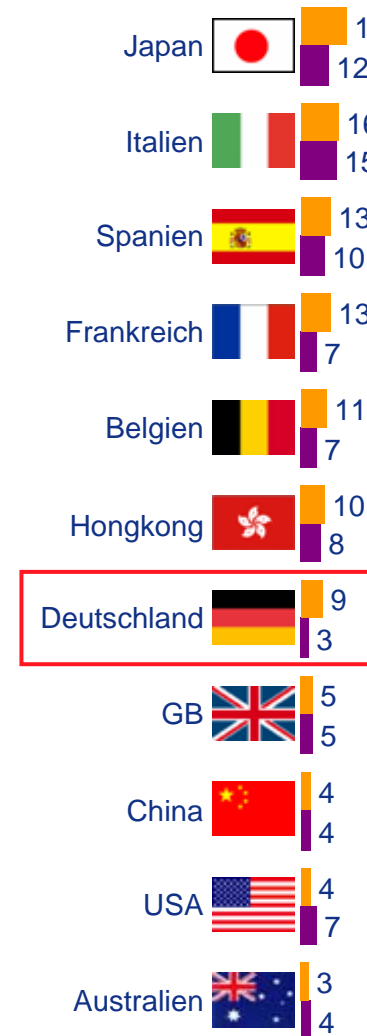 Japan
12
Italien
15
Spanien 13
10
Frankreich 13
7
Belgien 11
7
Hongkong 10
8
Deutschland 9
3
GB 5
5
China 4
4
USA 4
7
Australien 3
4